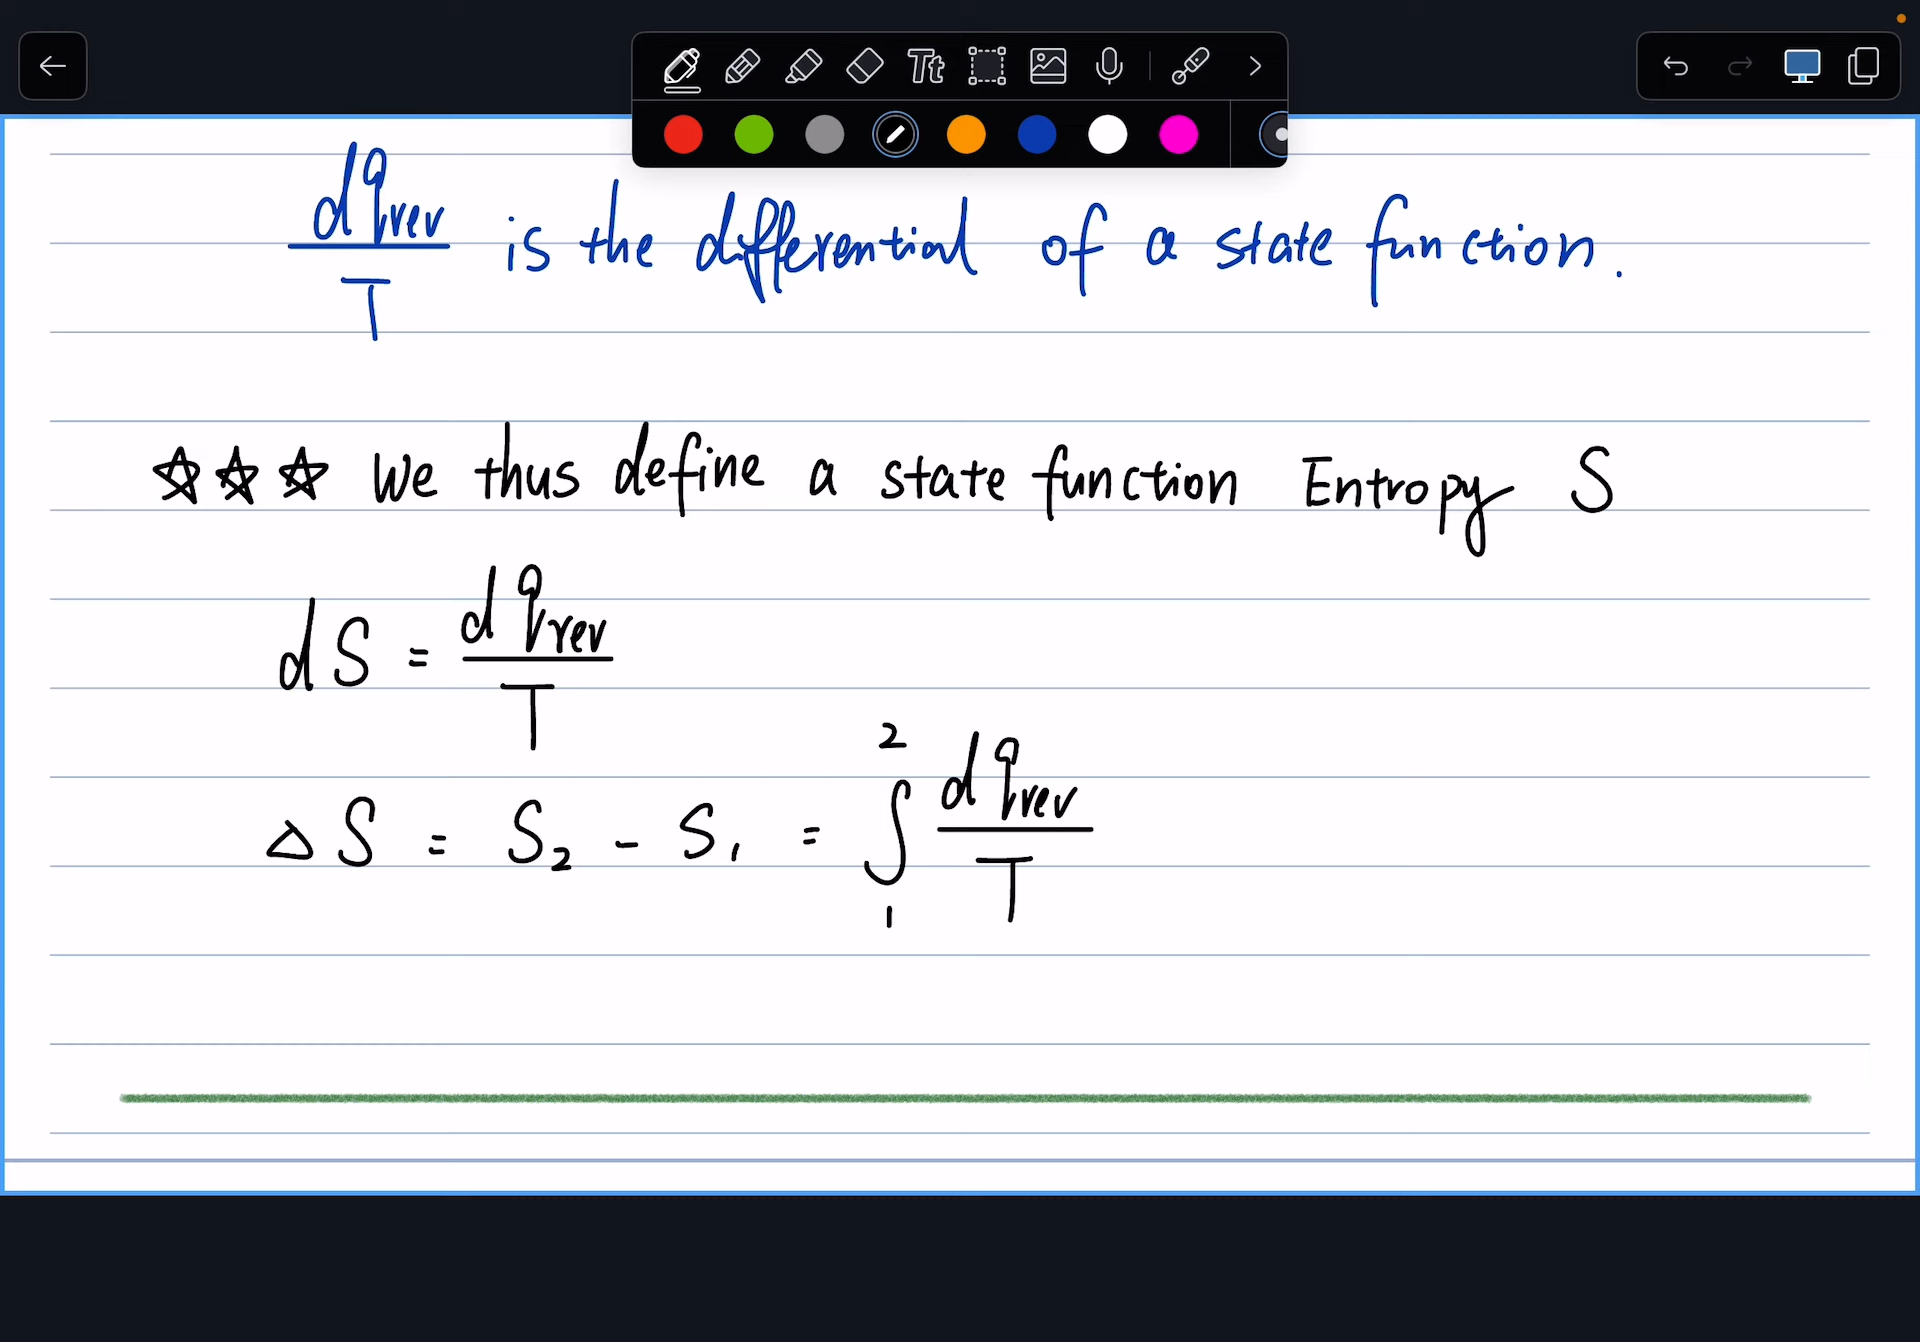 Tt
dq_rev / T is the differential of a state function.
☆☆☆ We thus define a state function Entropy S
dS = dq_rev / T
ΔS = S₂ - S₁ = ∫₁² dq_rev / T